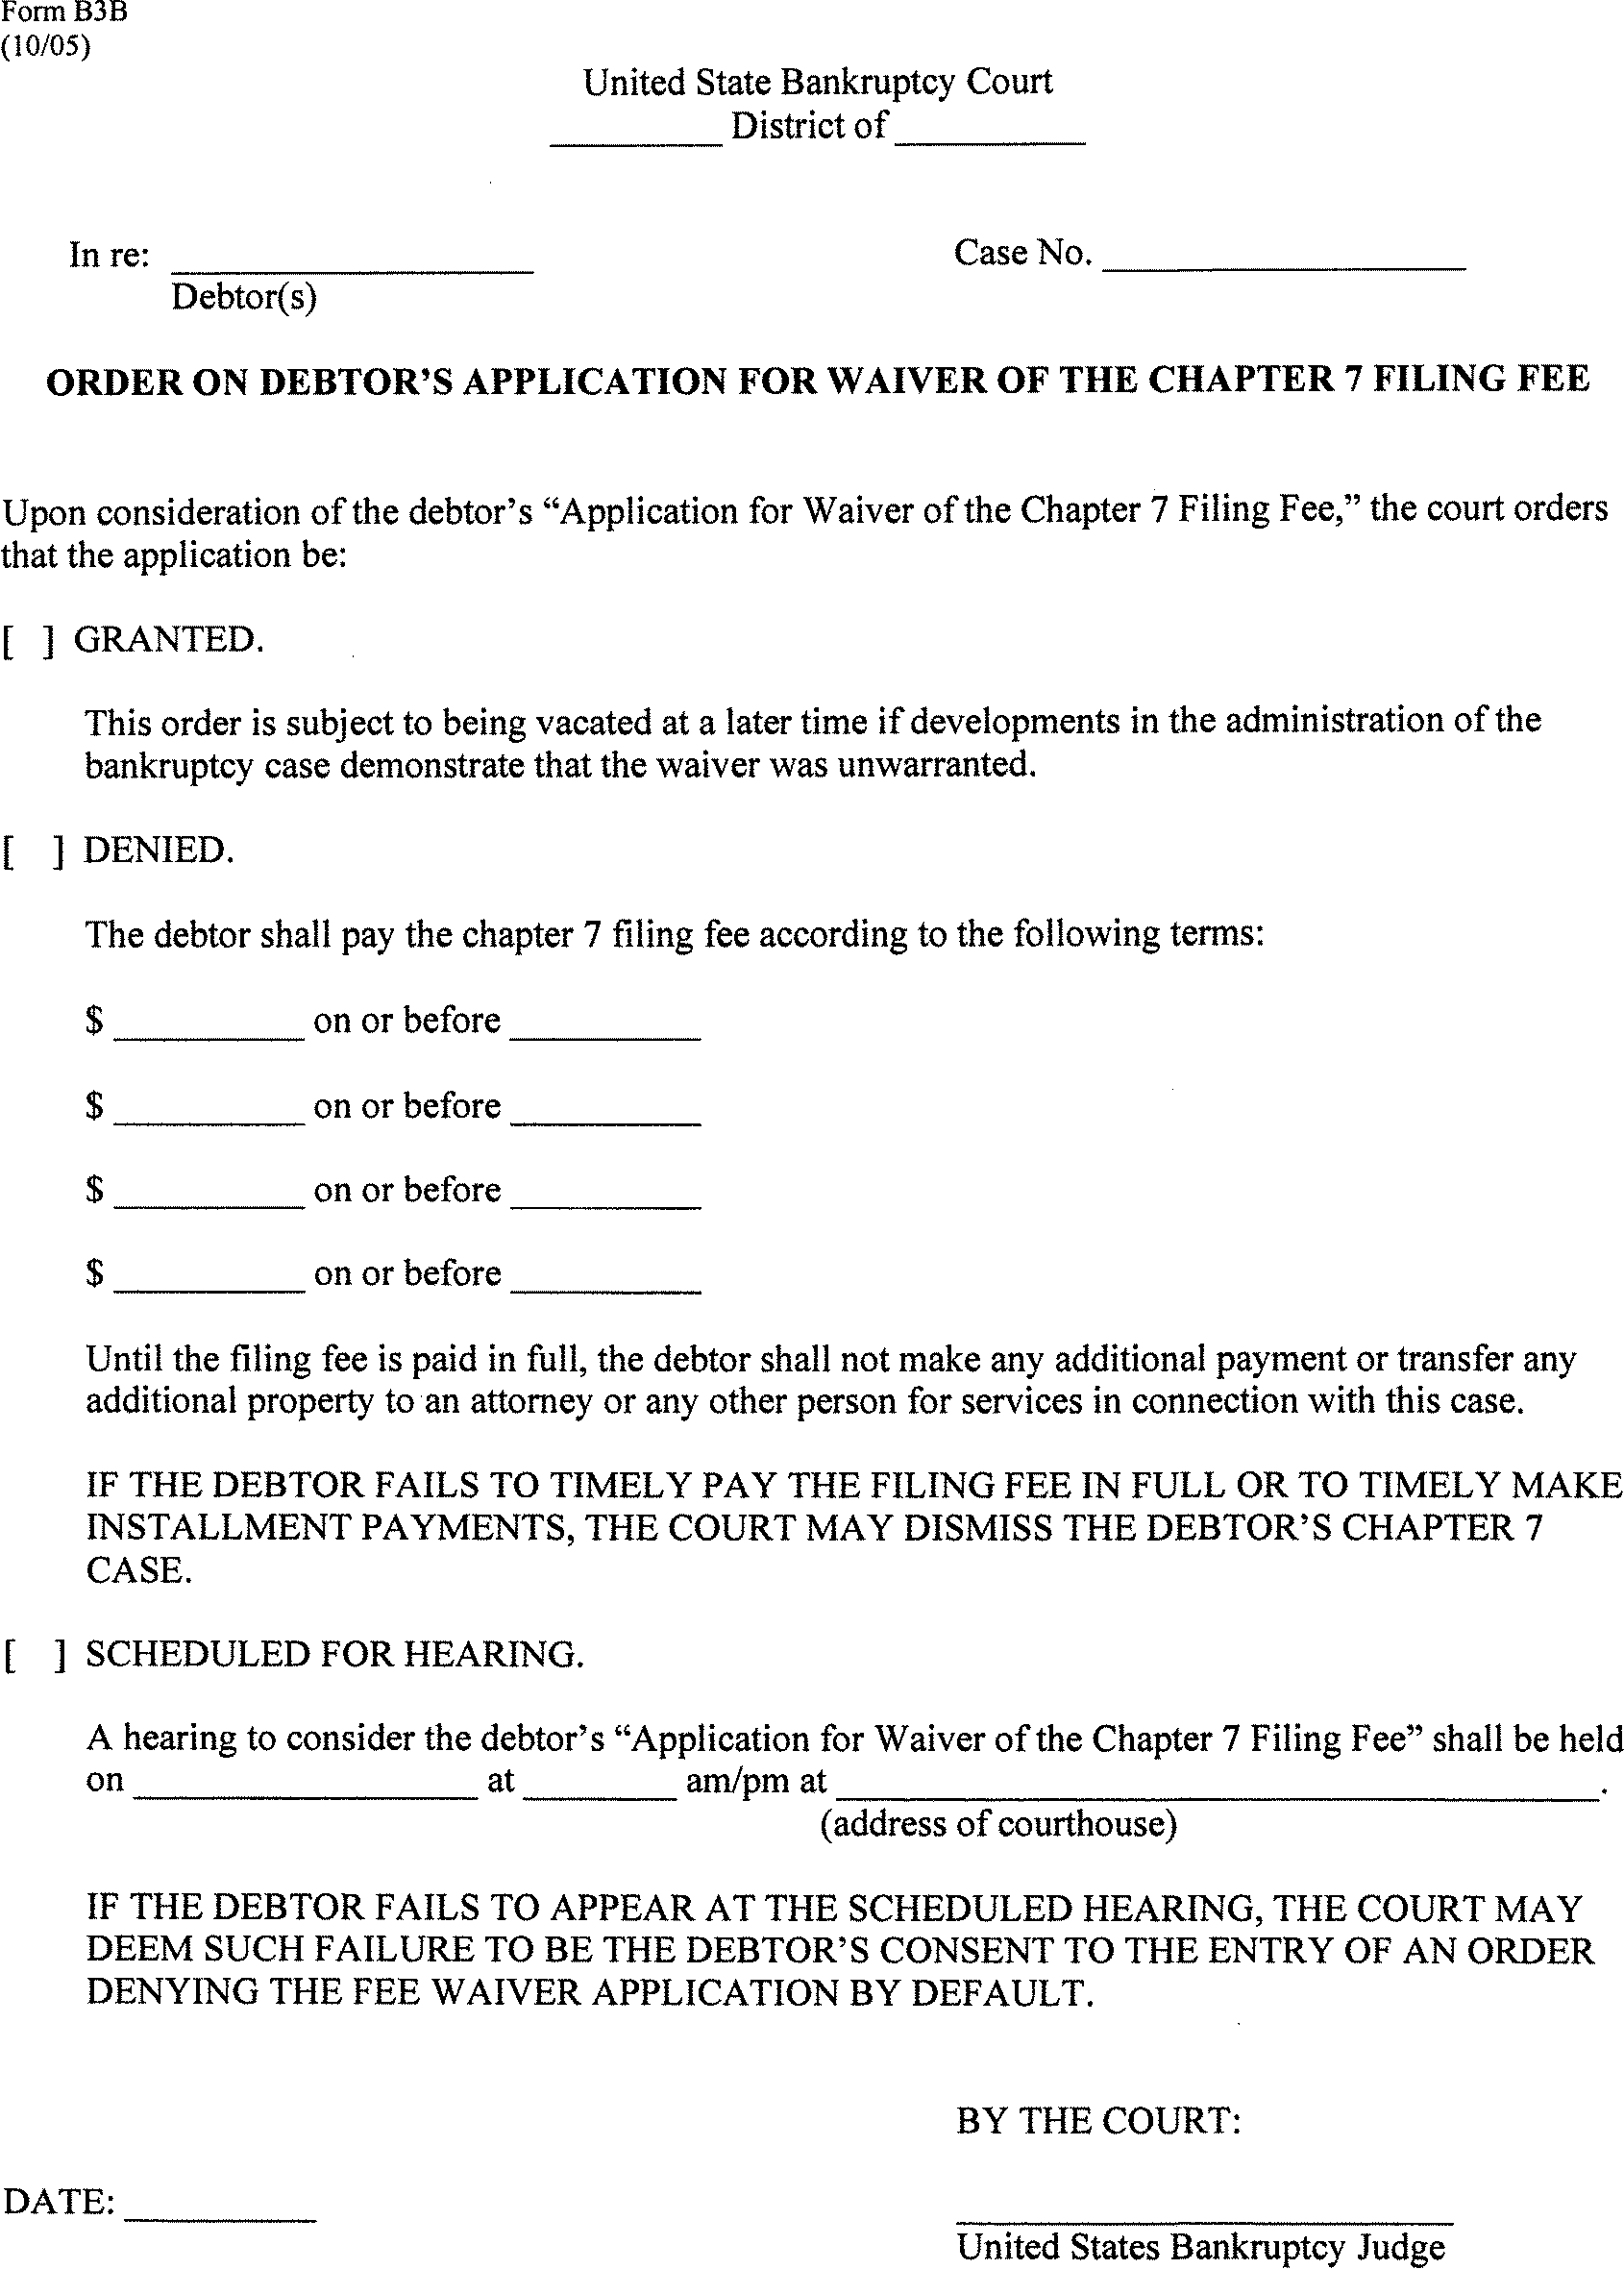 Form B3B
(10/05)
United State Bankruptcy Court
_________ District of __________
In re: ___________________ Case No. ___________________
Debtor(s)
ORDER ON DEBTOR’S APPLICATION FOR WAIVER OF THE CHAPTER 7 FILING FEE
Upon consideration of the debtor’s “Application for Waiver of the Chapter 7 Filing Fee,” the court orders
that the application be:
[ ] GRANTED.
This order is subject to being vacated at a later time if developments in the administration of the
bankruptcy case demonstrate that the waiver was unwarranted.
[ ] DENIED.
The debtor shall pay the chapter 7 filing fee according to the following terms:
$ __________ on or before __________
$ __________ on or before __________
$ __________ on or before __________
$ __________ on or before __________
Until the filing fee is paid in full, the debtor shall not make any additional payment or transfer any
additional property to an attorney or any other person for services in connection with this case.
IF THE DEBTOR FAILS TO TIMELY PAY THE FILING FEE IN FULL OR TO TIMELY MAKE
INSTALLMENT PAYMENTS, THE COURT MAY DISMISS THE DEBTOR’S CHAPTER 7
CASE.
[ ] SCHEDULED FOR HEARING.
A hearing to consider the debtor’s “Application for Waiver of the Chapter 7 Filing Fee” shall be held
on __________________ at ________ am/pm at ________________________________________.
(address of courthouse)
IF THE DEBTOR FAILS TO APPEAR AT THE SCHEDULED HEARING, THE COURT MAY
DEEM SUCH FAILURE TO BE THE DEBTOR’S CONSENT TO THE ENTRY OF AN ORDER
DENYING THE FEE WAIVER APPLICATION BY DEFAULT.
BY THE COURT:
DATE: __________ __________________________
United States Bankruptcy Judge